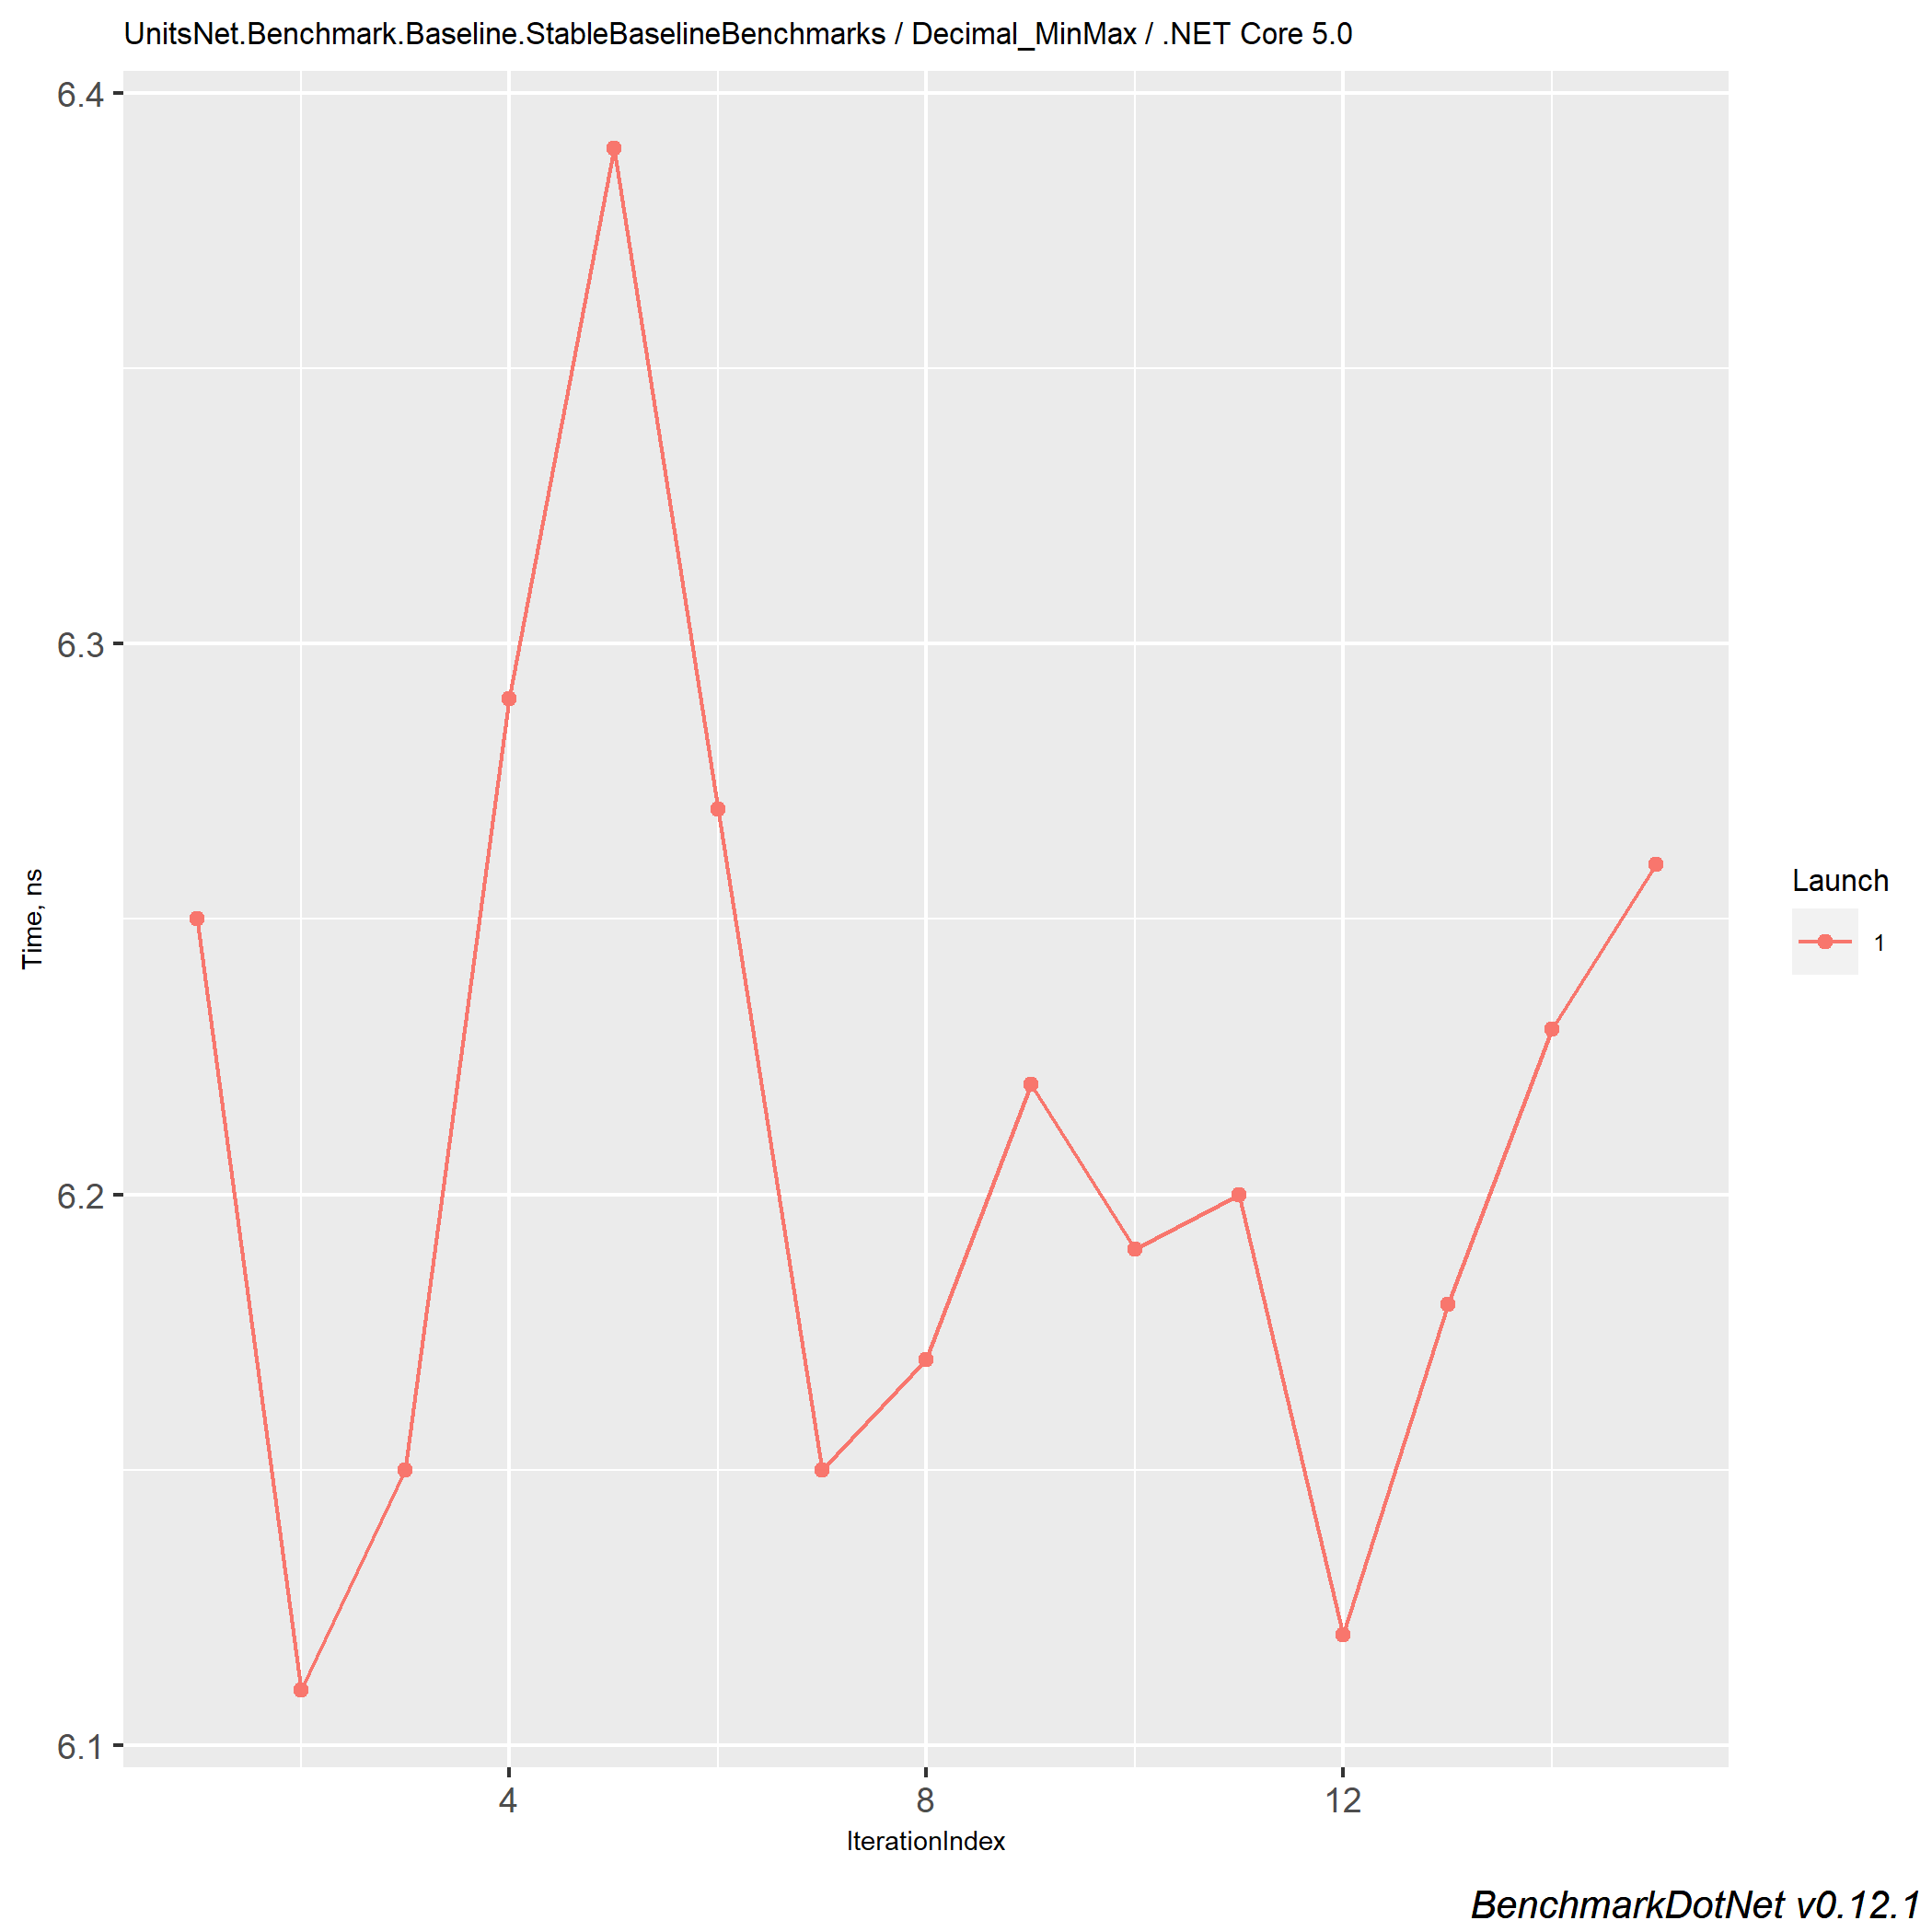 UnitsNet.Benchmark.Baseline.StableBaselineBenchmarks / Decimal_MinMax / .NET Core 5.0
6.4
6.3
6.2
6.1
Time, ns
4 8 12
IterationIndex
Launch
1
BenchmarkDotNet v0.12.1